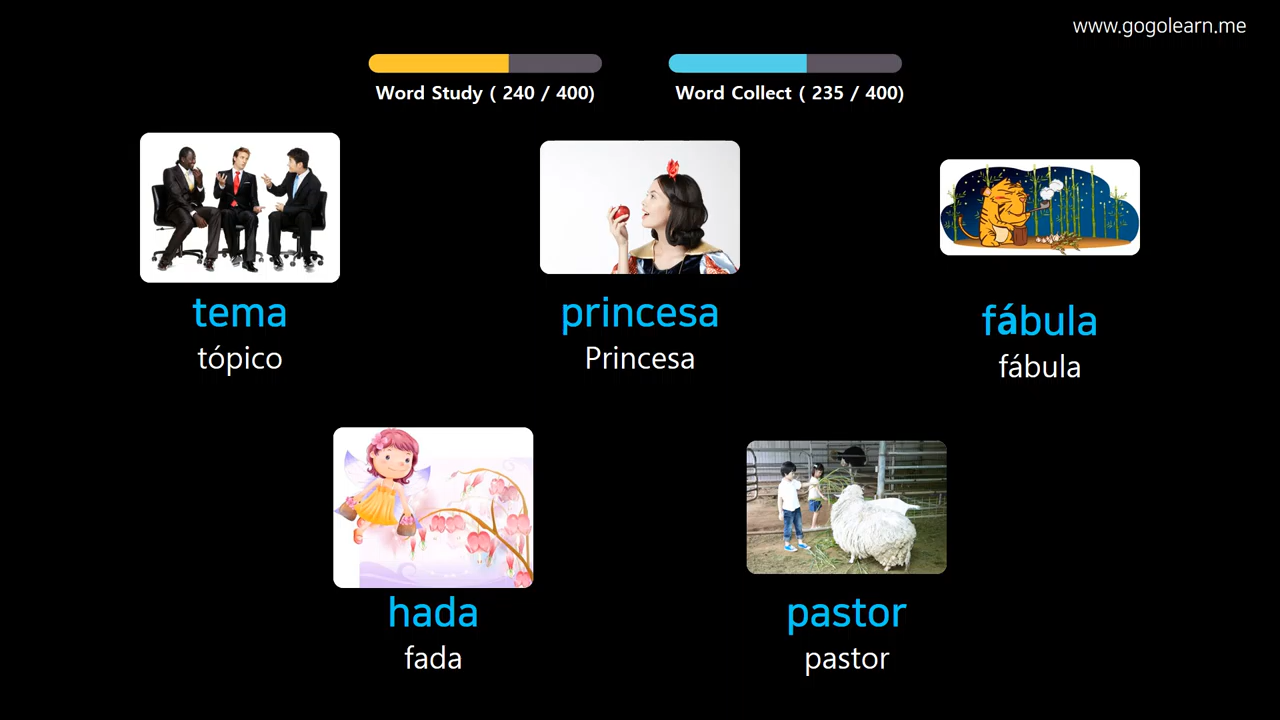 www.gogolearn.me
Word Study ( 240 / 400)
Word Collect ( 235 / 400)
tema
tópico
princesa
Princesa
fábula
fábula
hada
fada
pastor
pastor